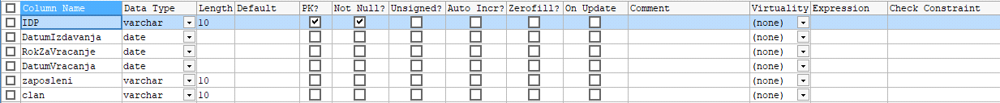 Column Name Data Type Length Default PK? Not Null? Unsigned? Auto Incr? Zerofill? On Update Comment Virtuality Expression Check Constraint
IDP varchar 10 (none)
DatumIzdavanja date (none)
RokZaVracanje date (none)
DatumVracanja date (none)
zaposleni varchar 10 (none)
clan varchar 10 (none)